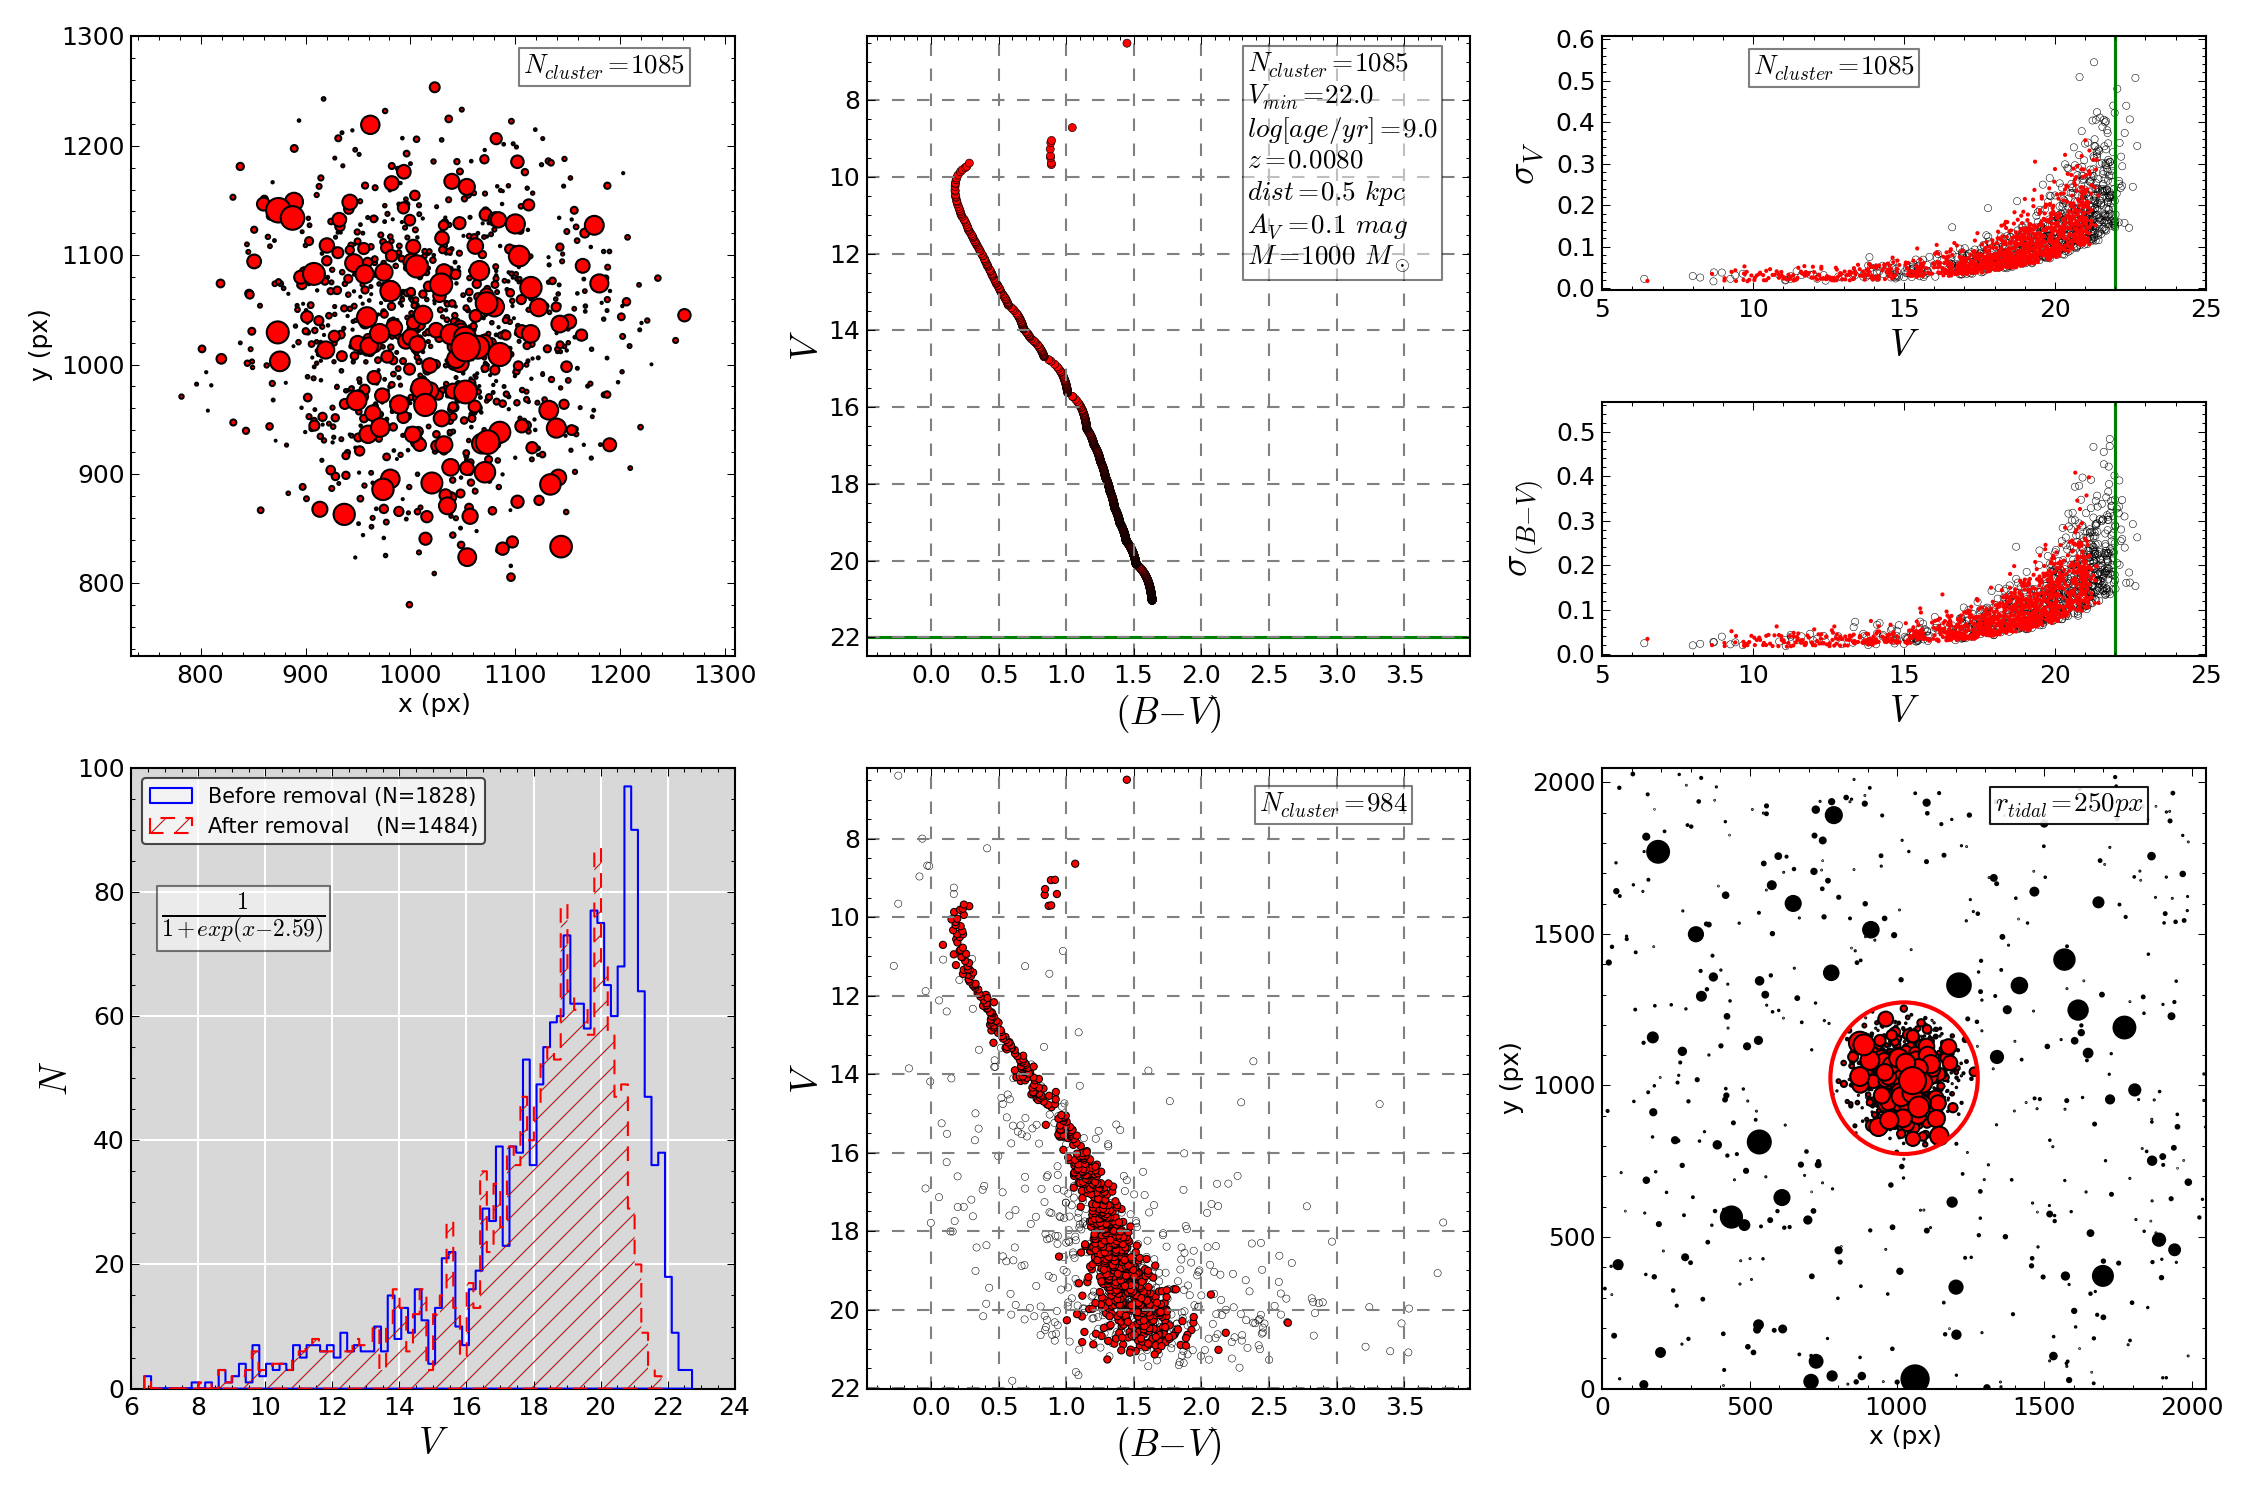 1300
1200
1100
1000
900
800
y (px)
N_cluster=1085
800 900 1000 1100 1200 1300
x (px)
8
10
12
14
16
18
20
22
V
N_cluster=1085
V_min=22.0
log[age/yr]=9.0
z=0.0080
dist=0.5 kpc
A_V=0.1 mag
M=1000 M_⊙
0.0 0.5 1.0 1.5 2.0 2.5 3.0 3.5
(B−V)
0.6
0.5
0.4
0.3
0.2
0.1
0.0
σ_V
N_cluster=1085
5 10 15 20 25
V
0.5
0.4
0.3
0.2
0.1
0.0
σ_(B−V)
5 10 15 20 25
V
100
80
60
40
20
0
N
Before removal (N=1828)
After removal (N=1484)
1
1+exp(x−2.59)
6 8 10 12 14 16 18 20 22 24
V
8
10
12
14
16
18
20
22
V
N_cluster=984
0.0 0.5 1.0 1.5 2.0 2.5 3.0 3.5
(B−V)
2000
1500
1000
500
0
y (px)
r_tidal=250px
0 500 1000 1500 2000
x (px)